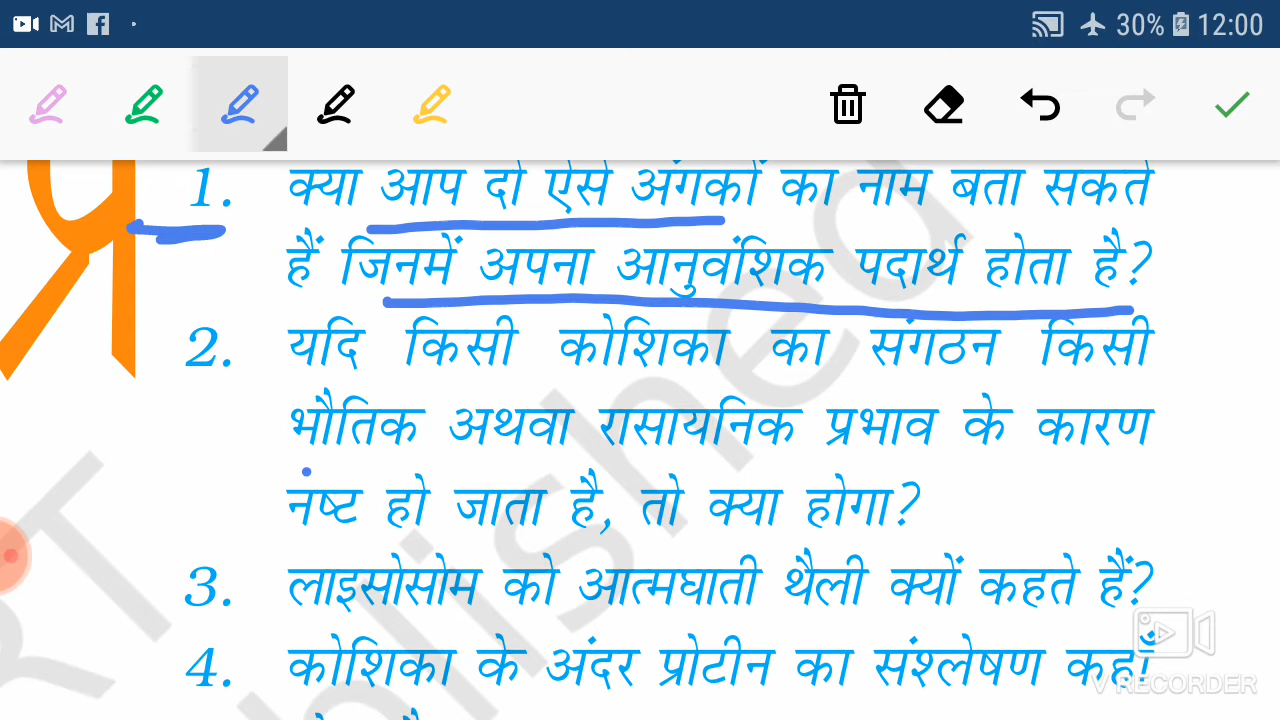 30% 12:00
1. क्या आप दो ऐसे अंगकों का नाम बता सकते
हैं जिनमें अपना आनुवंशिक पदार्थ होता है?
2. यदि किसी कोशिका का संगठन किसी
भौतिक अथवा रासायनिक प्रभाव के कारण
नष्ट हो जाता है, तो क्या होगा?
3. लाइसोसोम को आत्मघाती थैली क्यों कहते हैं?
4. कोशिका के अंदर प्रोटीन का संश्लेषण कहाँ
V RECORDER